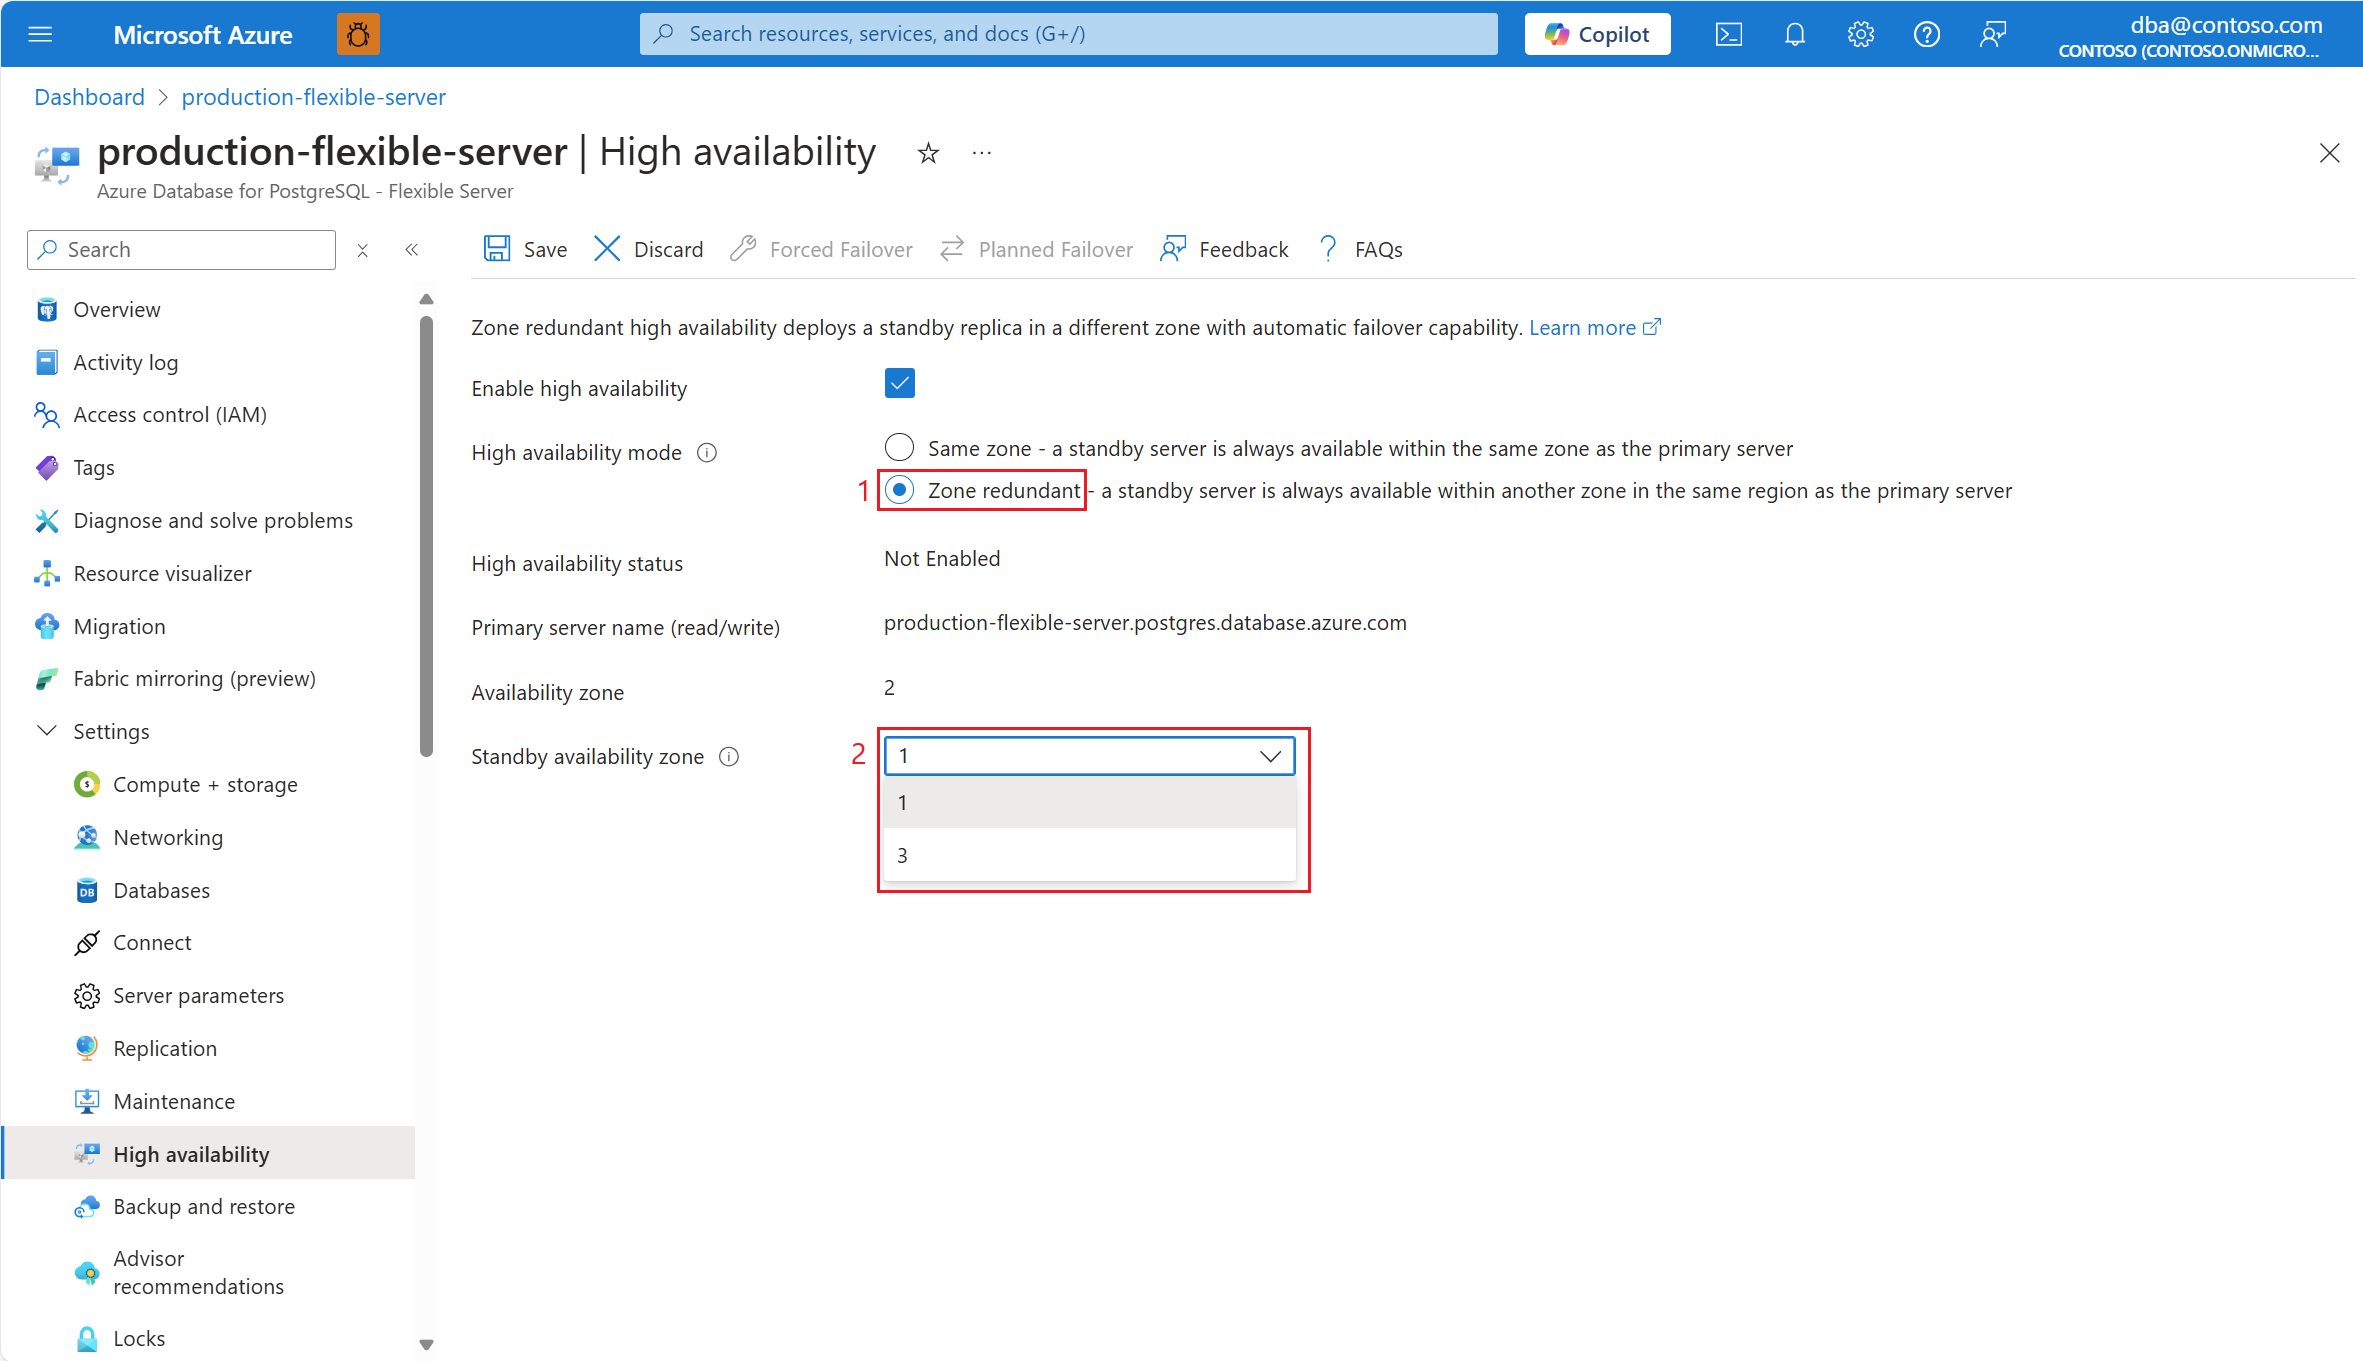 Microsoft Azure
Search resources, services, and docs (G+/)
Copilot
dba@contoso.com
CONTOSO (CONTOSO.ONMICRO...
Dashboard > production-flexible-server
production-flexible-server | High availability
Azure Database for PostgreSQL - Flexible Server
Search
Save
Discard
Forced Failover
Planned Failover
Feedback
FAQs
Overview
Activity log
Access control (IAM)
Tags
Diagnose and solve problems
Resource visualizer
Migration
Fabric mirroring (preview)
Settings
Compute + storage
Networking
Databases
Connect
Server parameters
Replication
Maintenance
High availability
Backup and restore
Advisor
recommendations
Locks
Zone redundant high availability deploys a standby replica in a different zone with automatic failover capability. Learn more
Enable high availability
High availability mode
Same zone - a standby server is always available within the same zone as the primary server
1 Zone redundant - a standby server is always available within another zone in the same region as the primary server
High availability status
Not Enabled
Primary server name (read/write)
production-flexible-server.postgres.database.azure.com
Availability zone
2
Standby availability zone
2
1
1
3